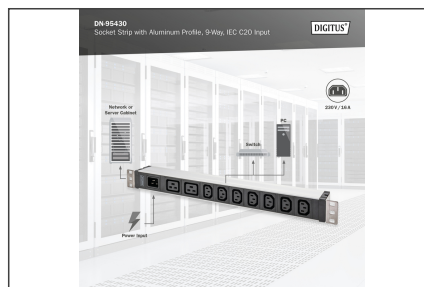 DN-95430
Socket Strip with Aluminum Profile, 9-Way, IEC C20 Input
DIGITUS®
230V / 16A
Network or
Server Cabinet
PC
Switch
Power Input